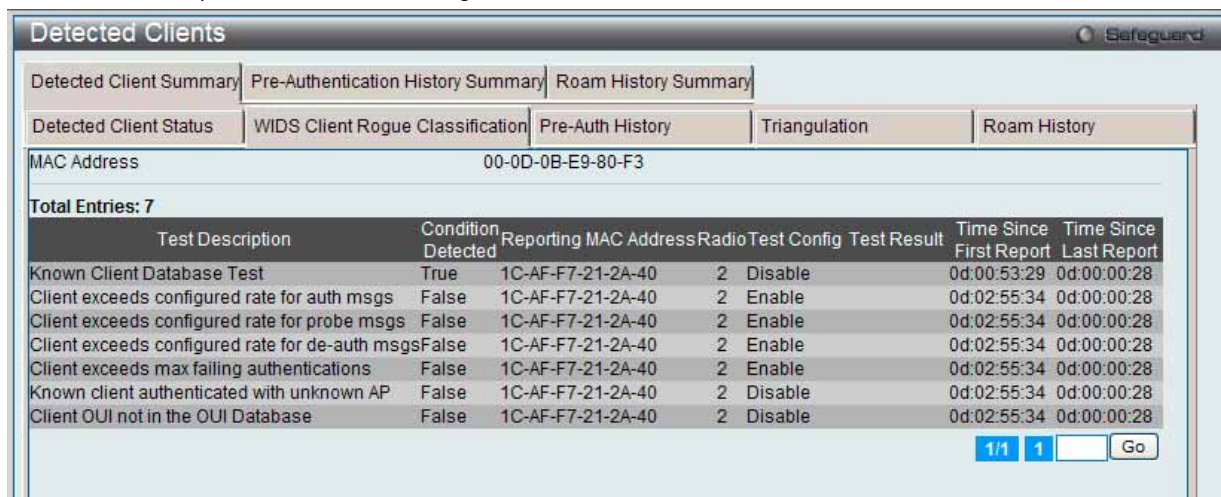 Detected Clients
Safeguard
Detected Client Summary Pre-Authentication History Summary Roam History Summary
Detected Client Status WIDS Client Rogue Classification Pre-Auth History Triangulation Roam History
MAC Address 00-0D-0B-E9-80-F3
Total Entries: 7
Test Description Condition Detected Reporting MAC Address Radio Test Config Test Result Time Since First Report Time Since Last Report
Known Client Database Test True 1C-AF-F7-21-2A-40 2 Disable 0d:00:53:29 0d:00:00:28
Client exceeds configured rate for auth msgs False 1C-AF-F7-21-2A-40 2 Enable 0d:02:55:34 0d:00:00:28
Client exceeds configured rate for probe msgs False 1C-AF-F7-21-2A-40 2 Enable 0d:02:55:34 0d:00:00:28
Client exceeds configured rate for de-auth msgs False 1C-AF-F7-21-2A-40 2 Enable 0d:02:55:34 0d:00:00:28
Client exceeds max failing authentications False 1C-AF-F7-21-2A-40 2 Enable 0d:02:55:34 0d:00:00:28
Known client authenticated with unknown AP False 1C-AF-F7-21-2A-40 2 Disable 0d:02:55:34 0d:00:00:28
Client OUI not in the OUI Database False 1C-AF-F7-21-2A-40 2 Disable 0d:02:55:34 0d:00:00:28
1/1 1 Go